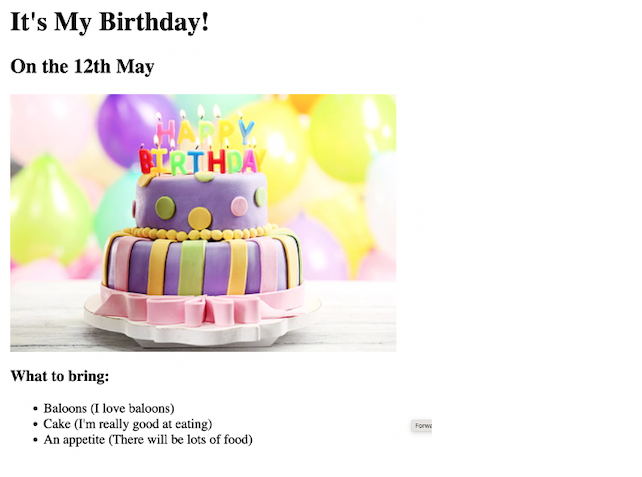 It's My Birthday!
On the 12th May
HAPPY
BIRTHDAY
What to bring:
Baloons (I love baloons)
Cake (I'm really good at eating)
An appetite (There will be lots of food)